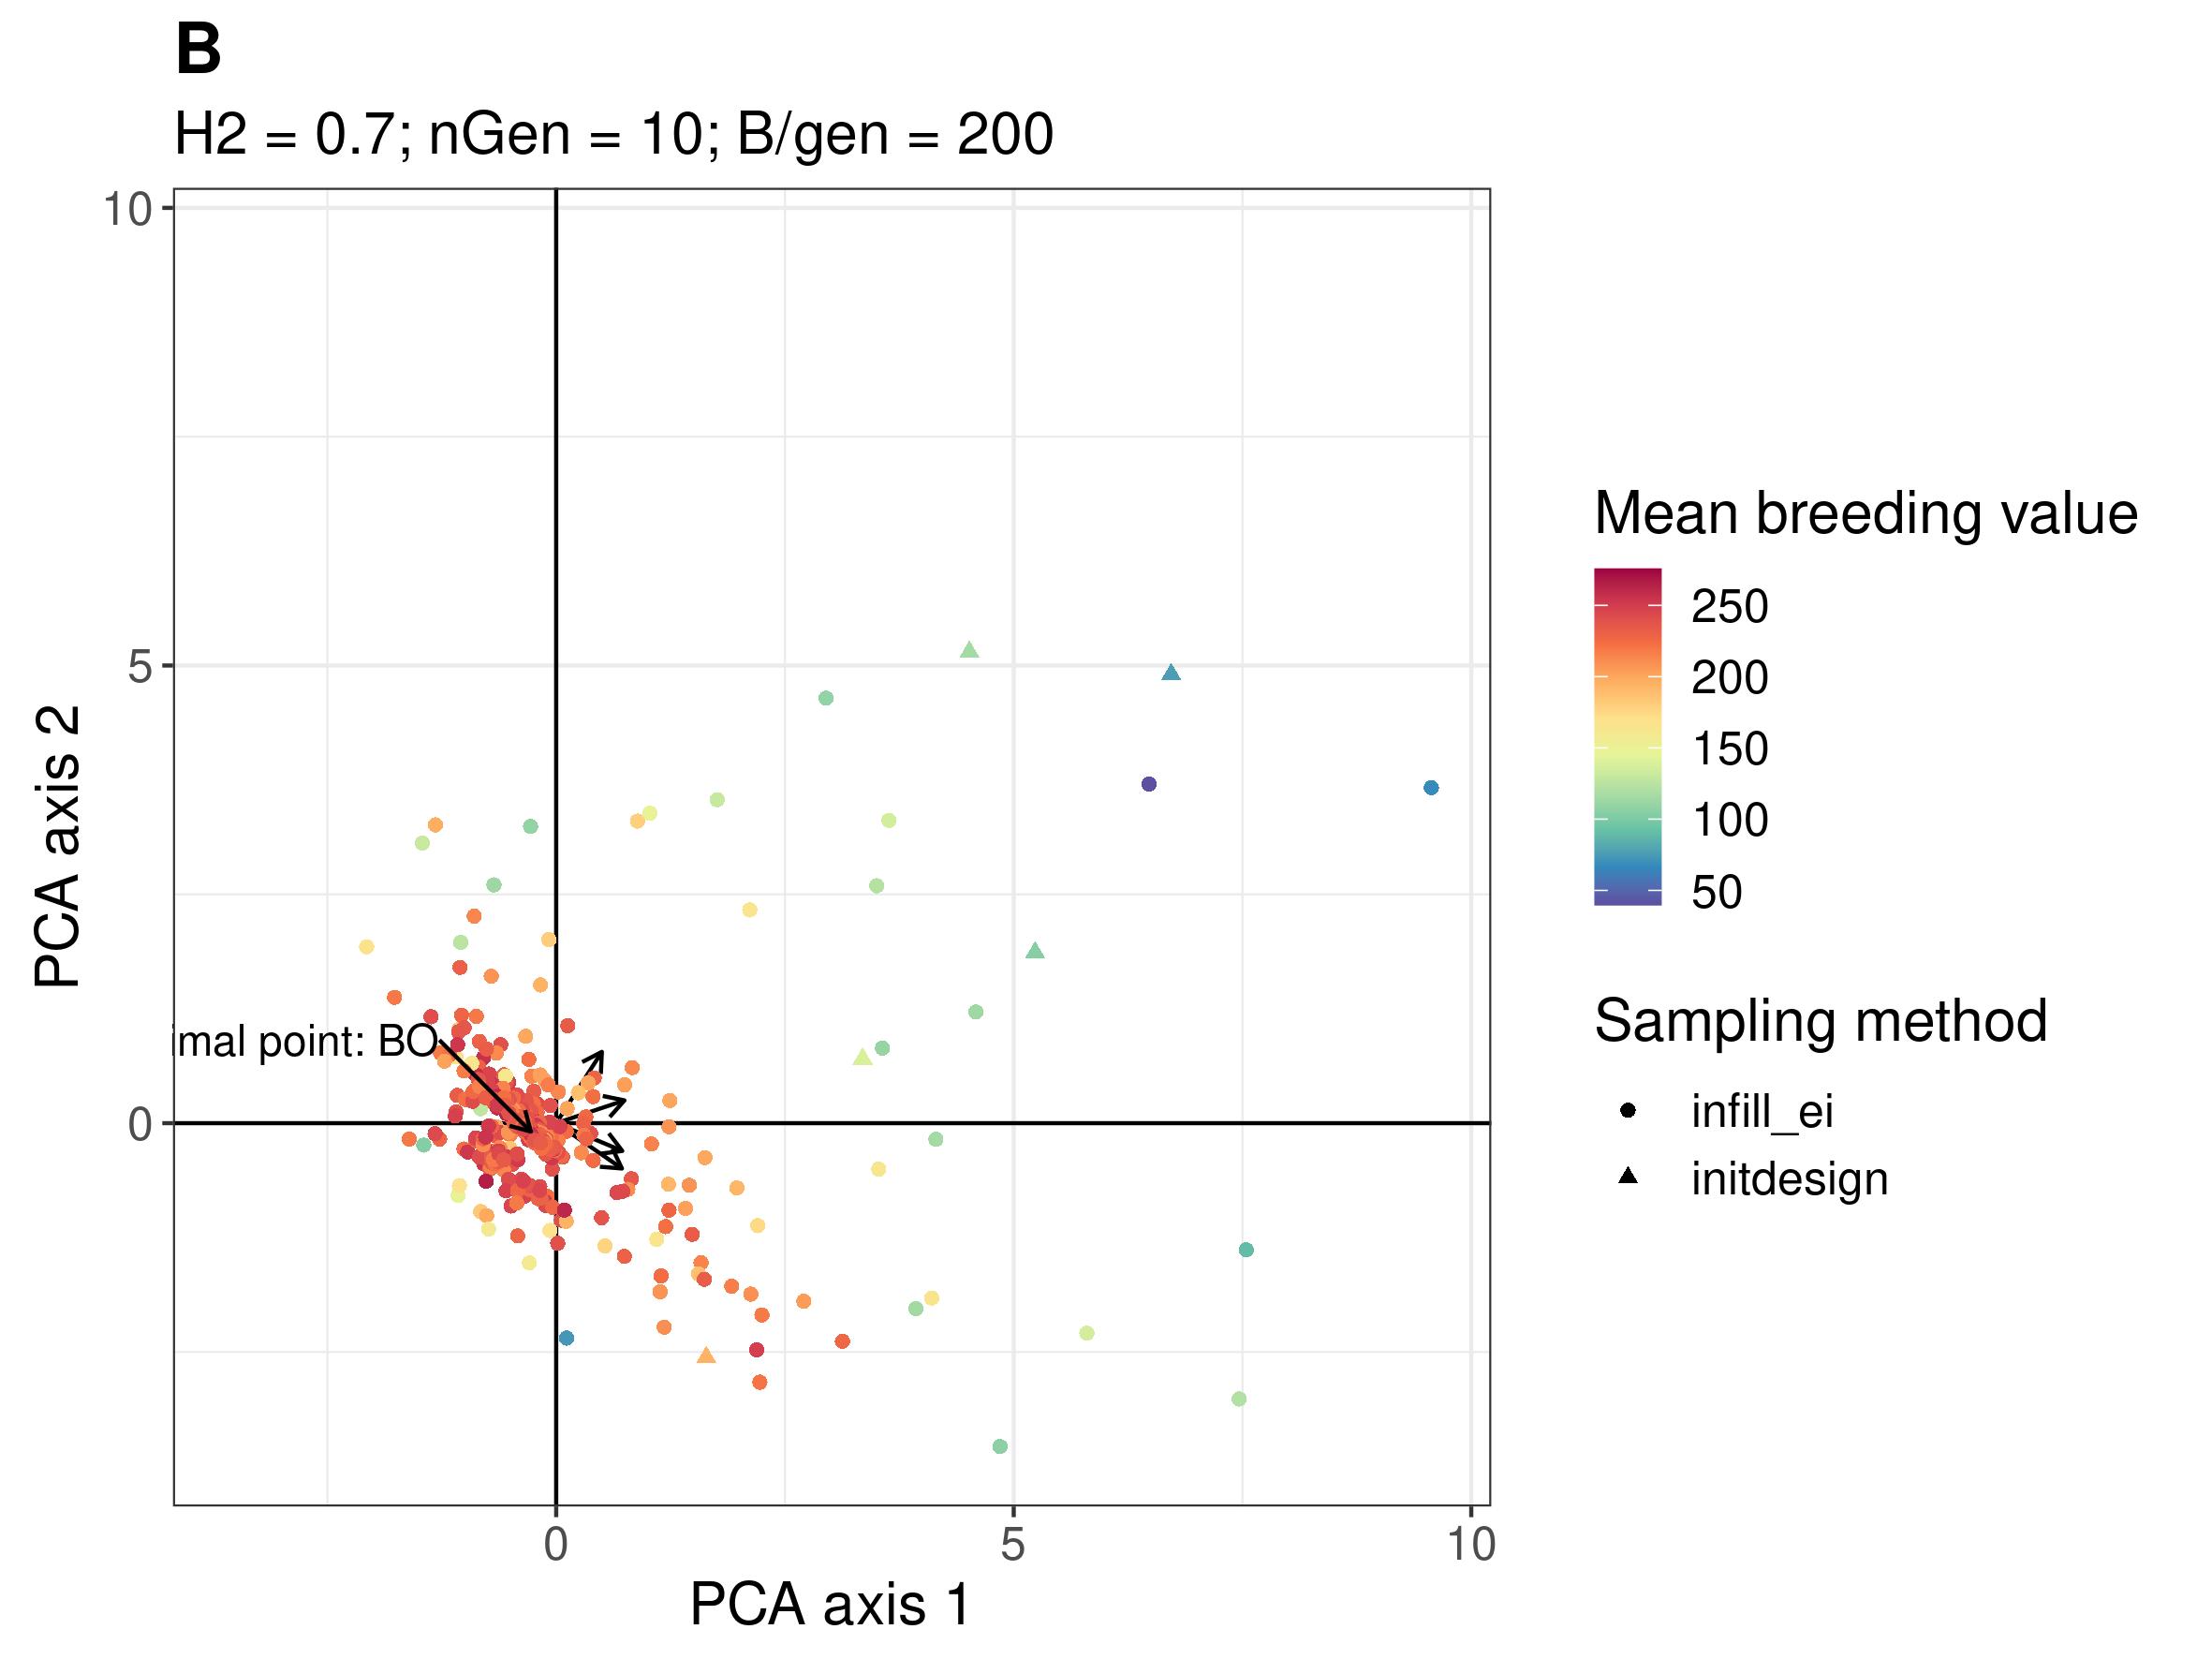 B
H2 = 0.7; nGen = 10; B/gen = 200
10
5
0
PCA axis 2
imal point: BO
0
5
10
PCA axis 1
Mean breeding value
250
200
150
100
50
Sampling method
infill_ei
initdesign